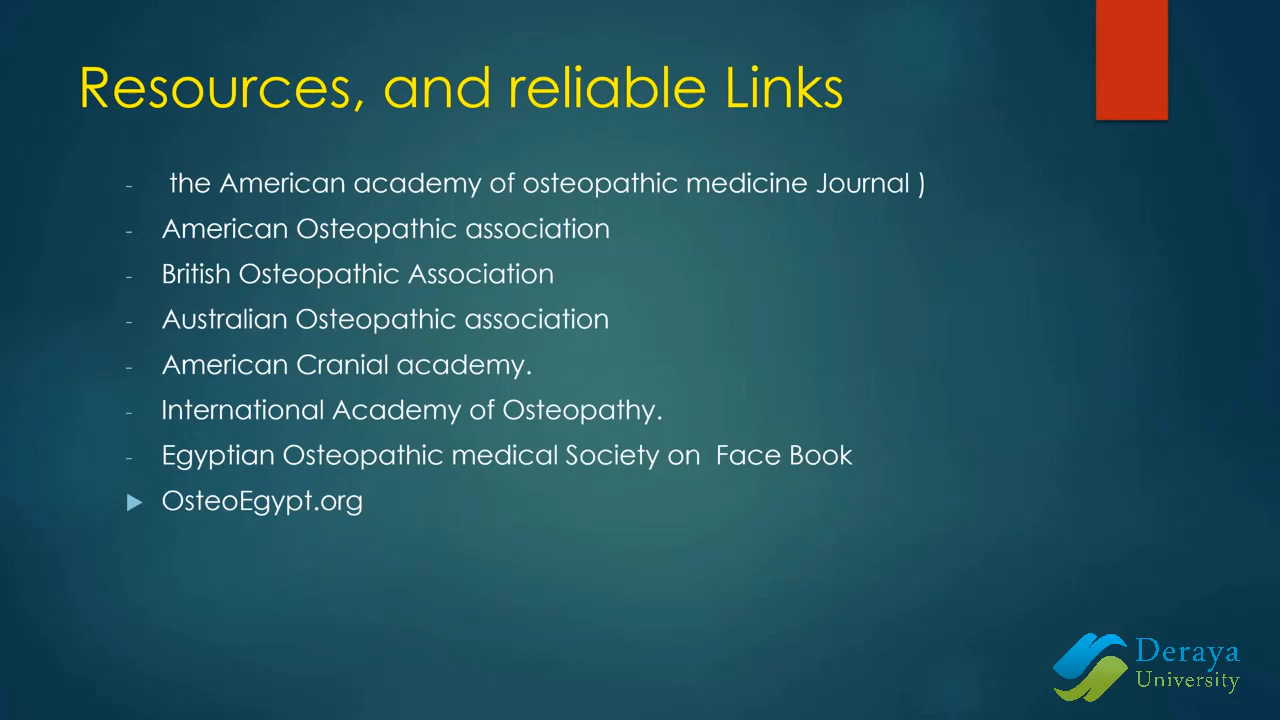 Resources, and reliable Links
- the American academy of osteopathic medicine Journal )
- American Osteopathic association
- British Osteopathic Association
- Australian Osteopathic association
- American Cranial academy.
- International Academy of Osteopathy.
- Egyptian Osteopathic medical Society on  Face Book
OsteoEgypt.org
Deraya
University